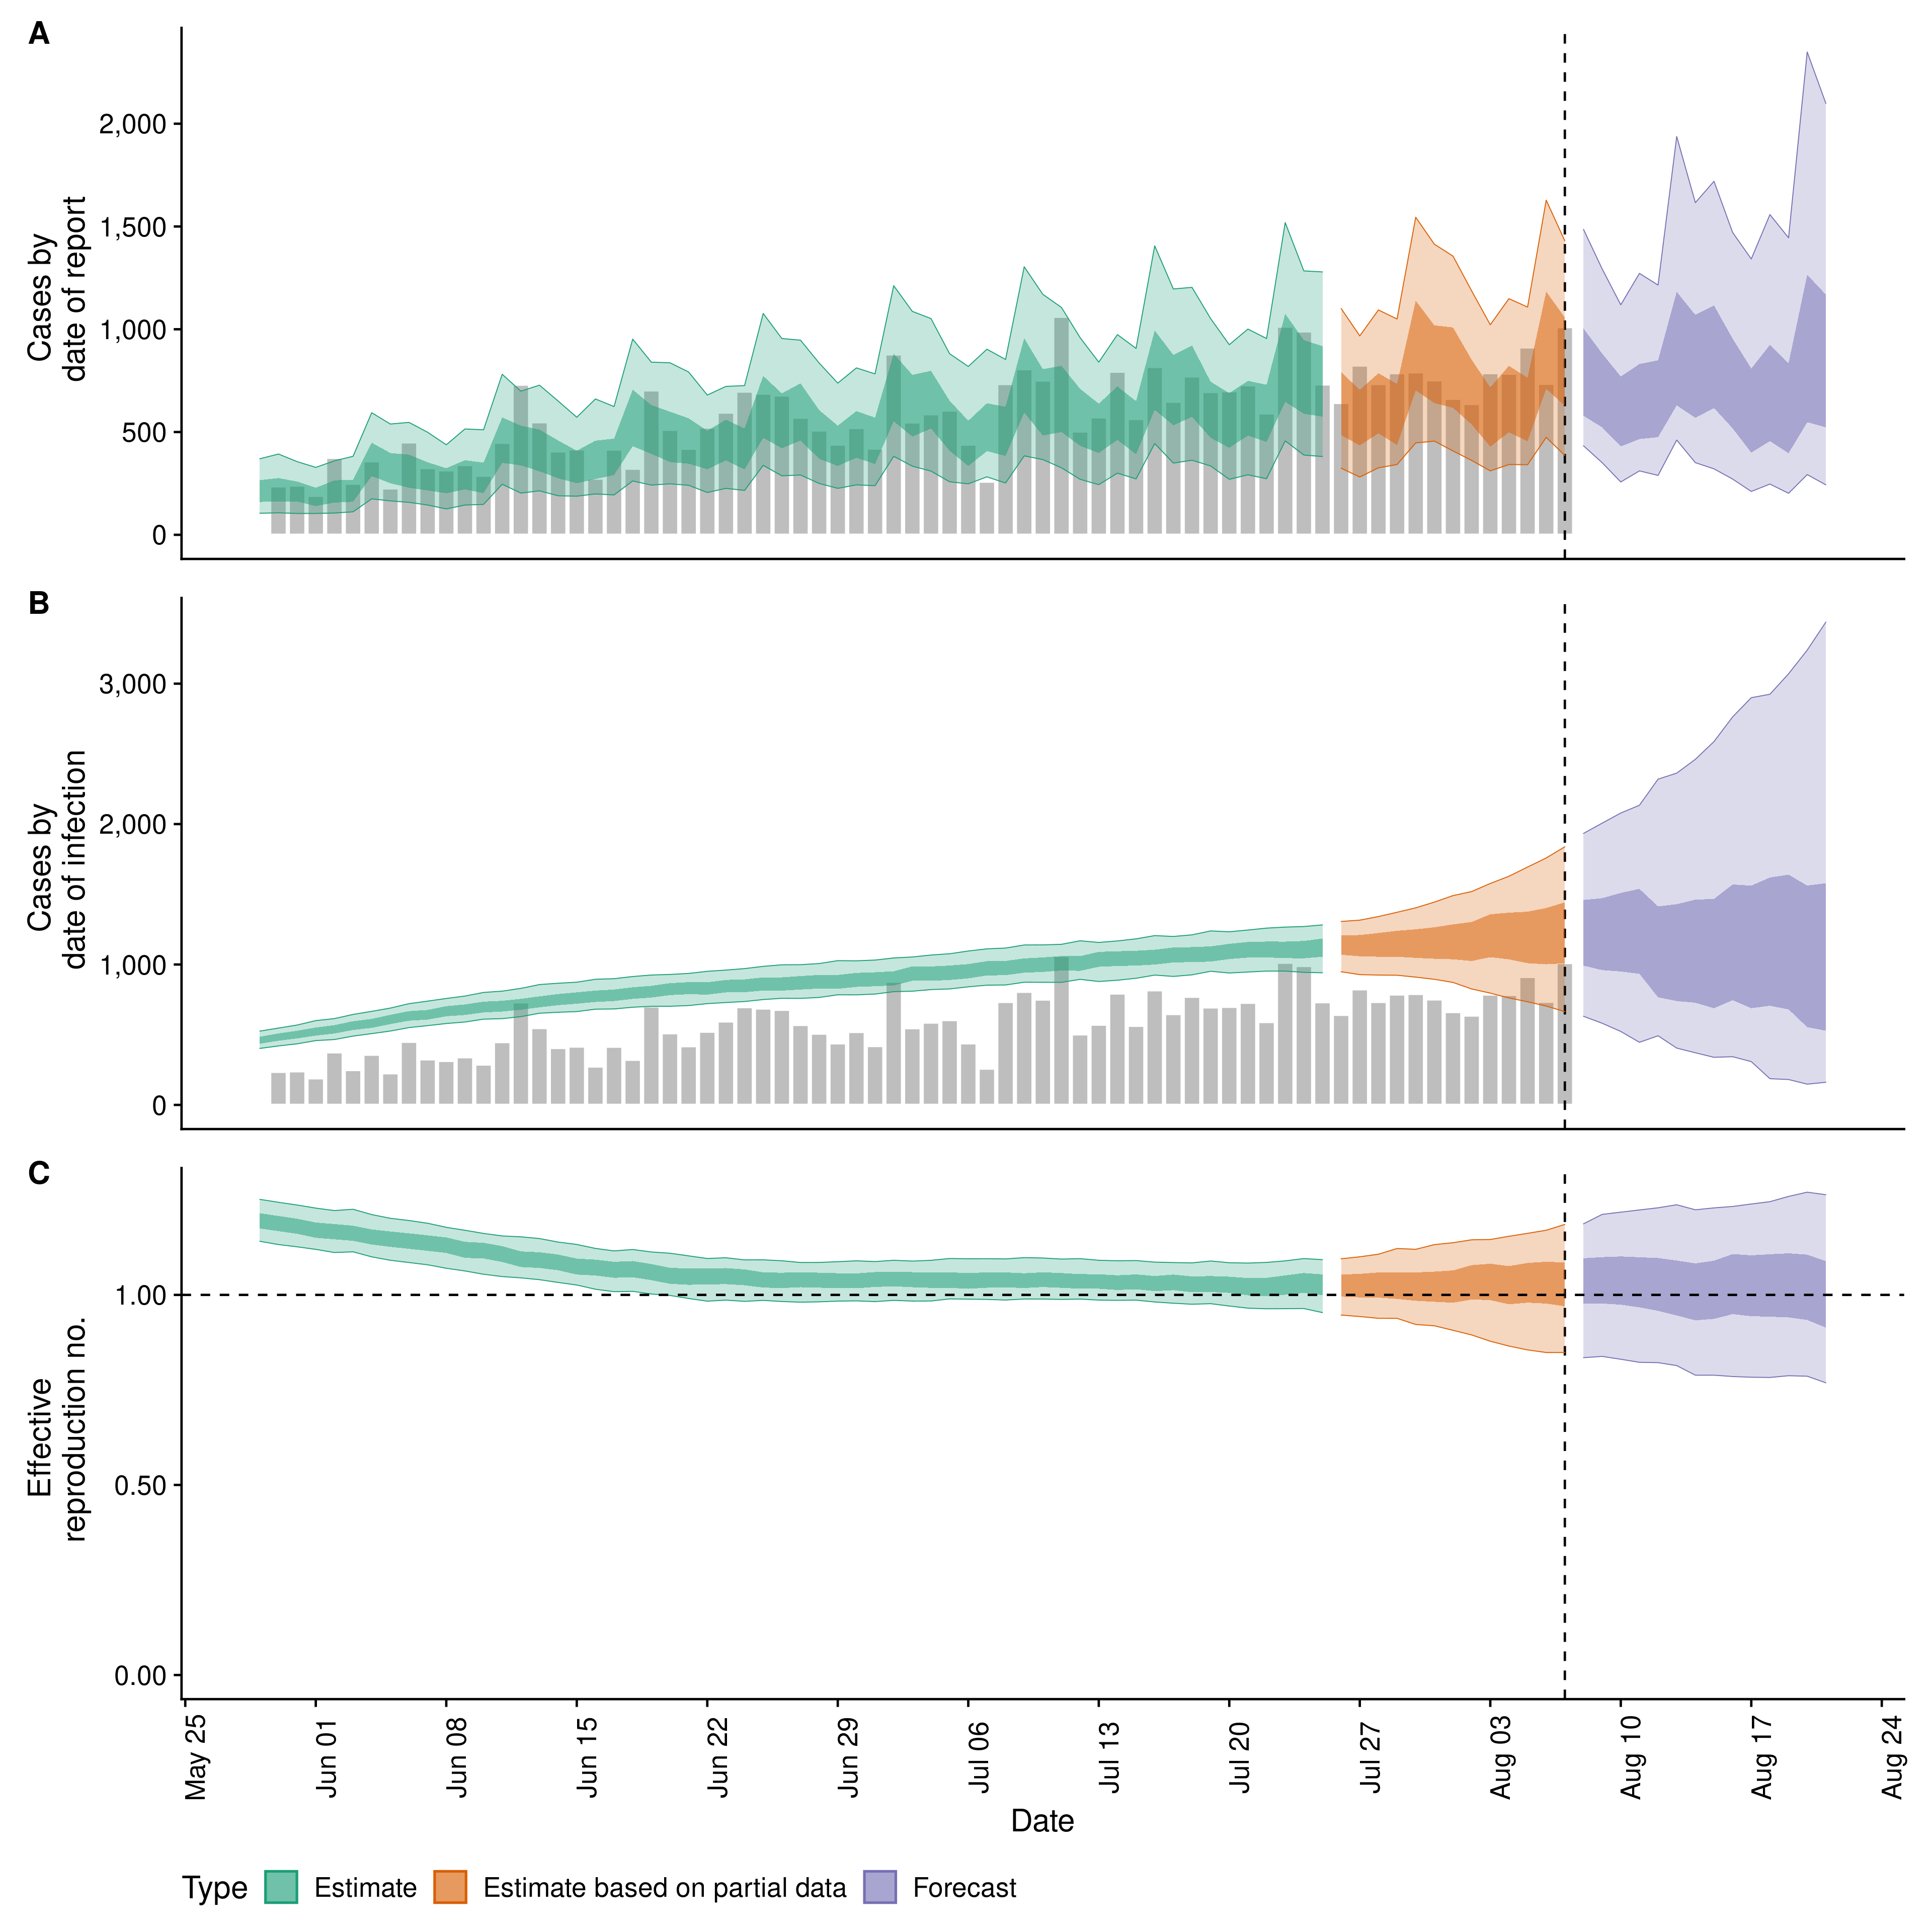 A
Cases by
date of report
2,000
1,500
1,000
500
0
B
Cases by
date of infection
3,000
2,000
1,000
0
C
Effective
reproduction no.
1.00
0.50
0.00
May 25
Jun 01
Jun 08
Jun 15
Jun 22
Jun 29
Jul 06
Jul 13
Jul 20
Jul 27
Aug 03
Aug 10
Aug 17
Aug 24
Date
Type
Estimate
Estimate based on partial data
Forecast